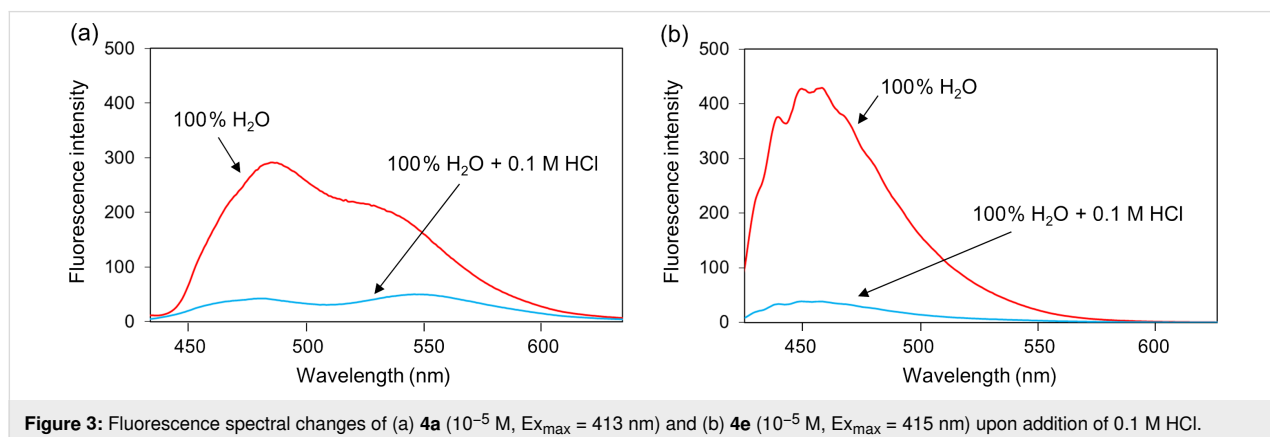 (a)
500
400
300
200
100
0
Fluorescence intensity
100% H₂O
100% H₂O + 0.1 M HCl
450 500 550 600
Wavelength (nm)
(b)
500
400
300
200
100
0
Fluorescence intensity
100% H₂O
100% H₂O + 0.1 M HCl
450 500 550 600
Wavelength (nm)
Figure 3: Fluorescence spectral changes of (a) 4a (10⁻⁵ M, Exₘₐₓ = 413 nm) and (b) 4e (10⁻⁵ M, Exₘₐₓ = 415 nm) upon addition of 0.1 M HCl.